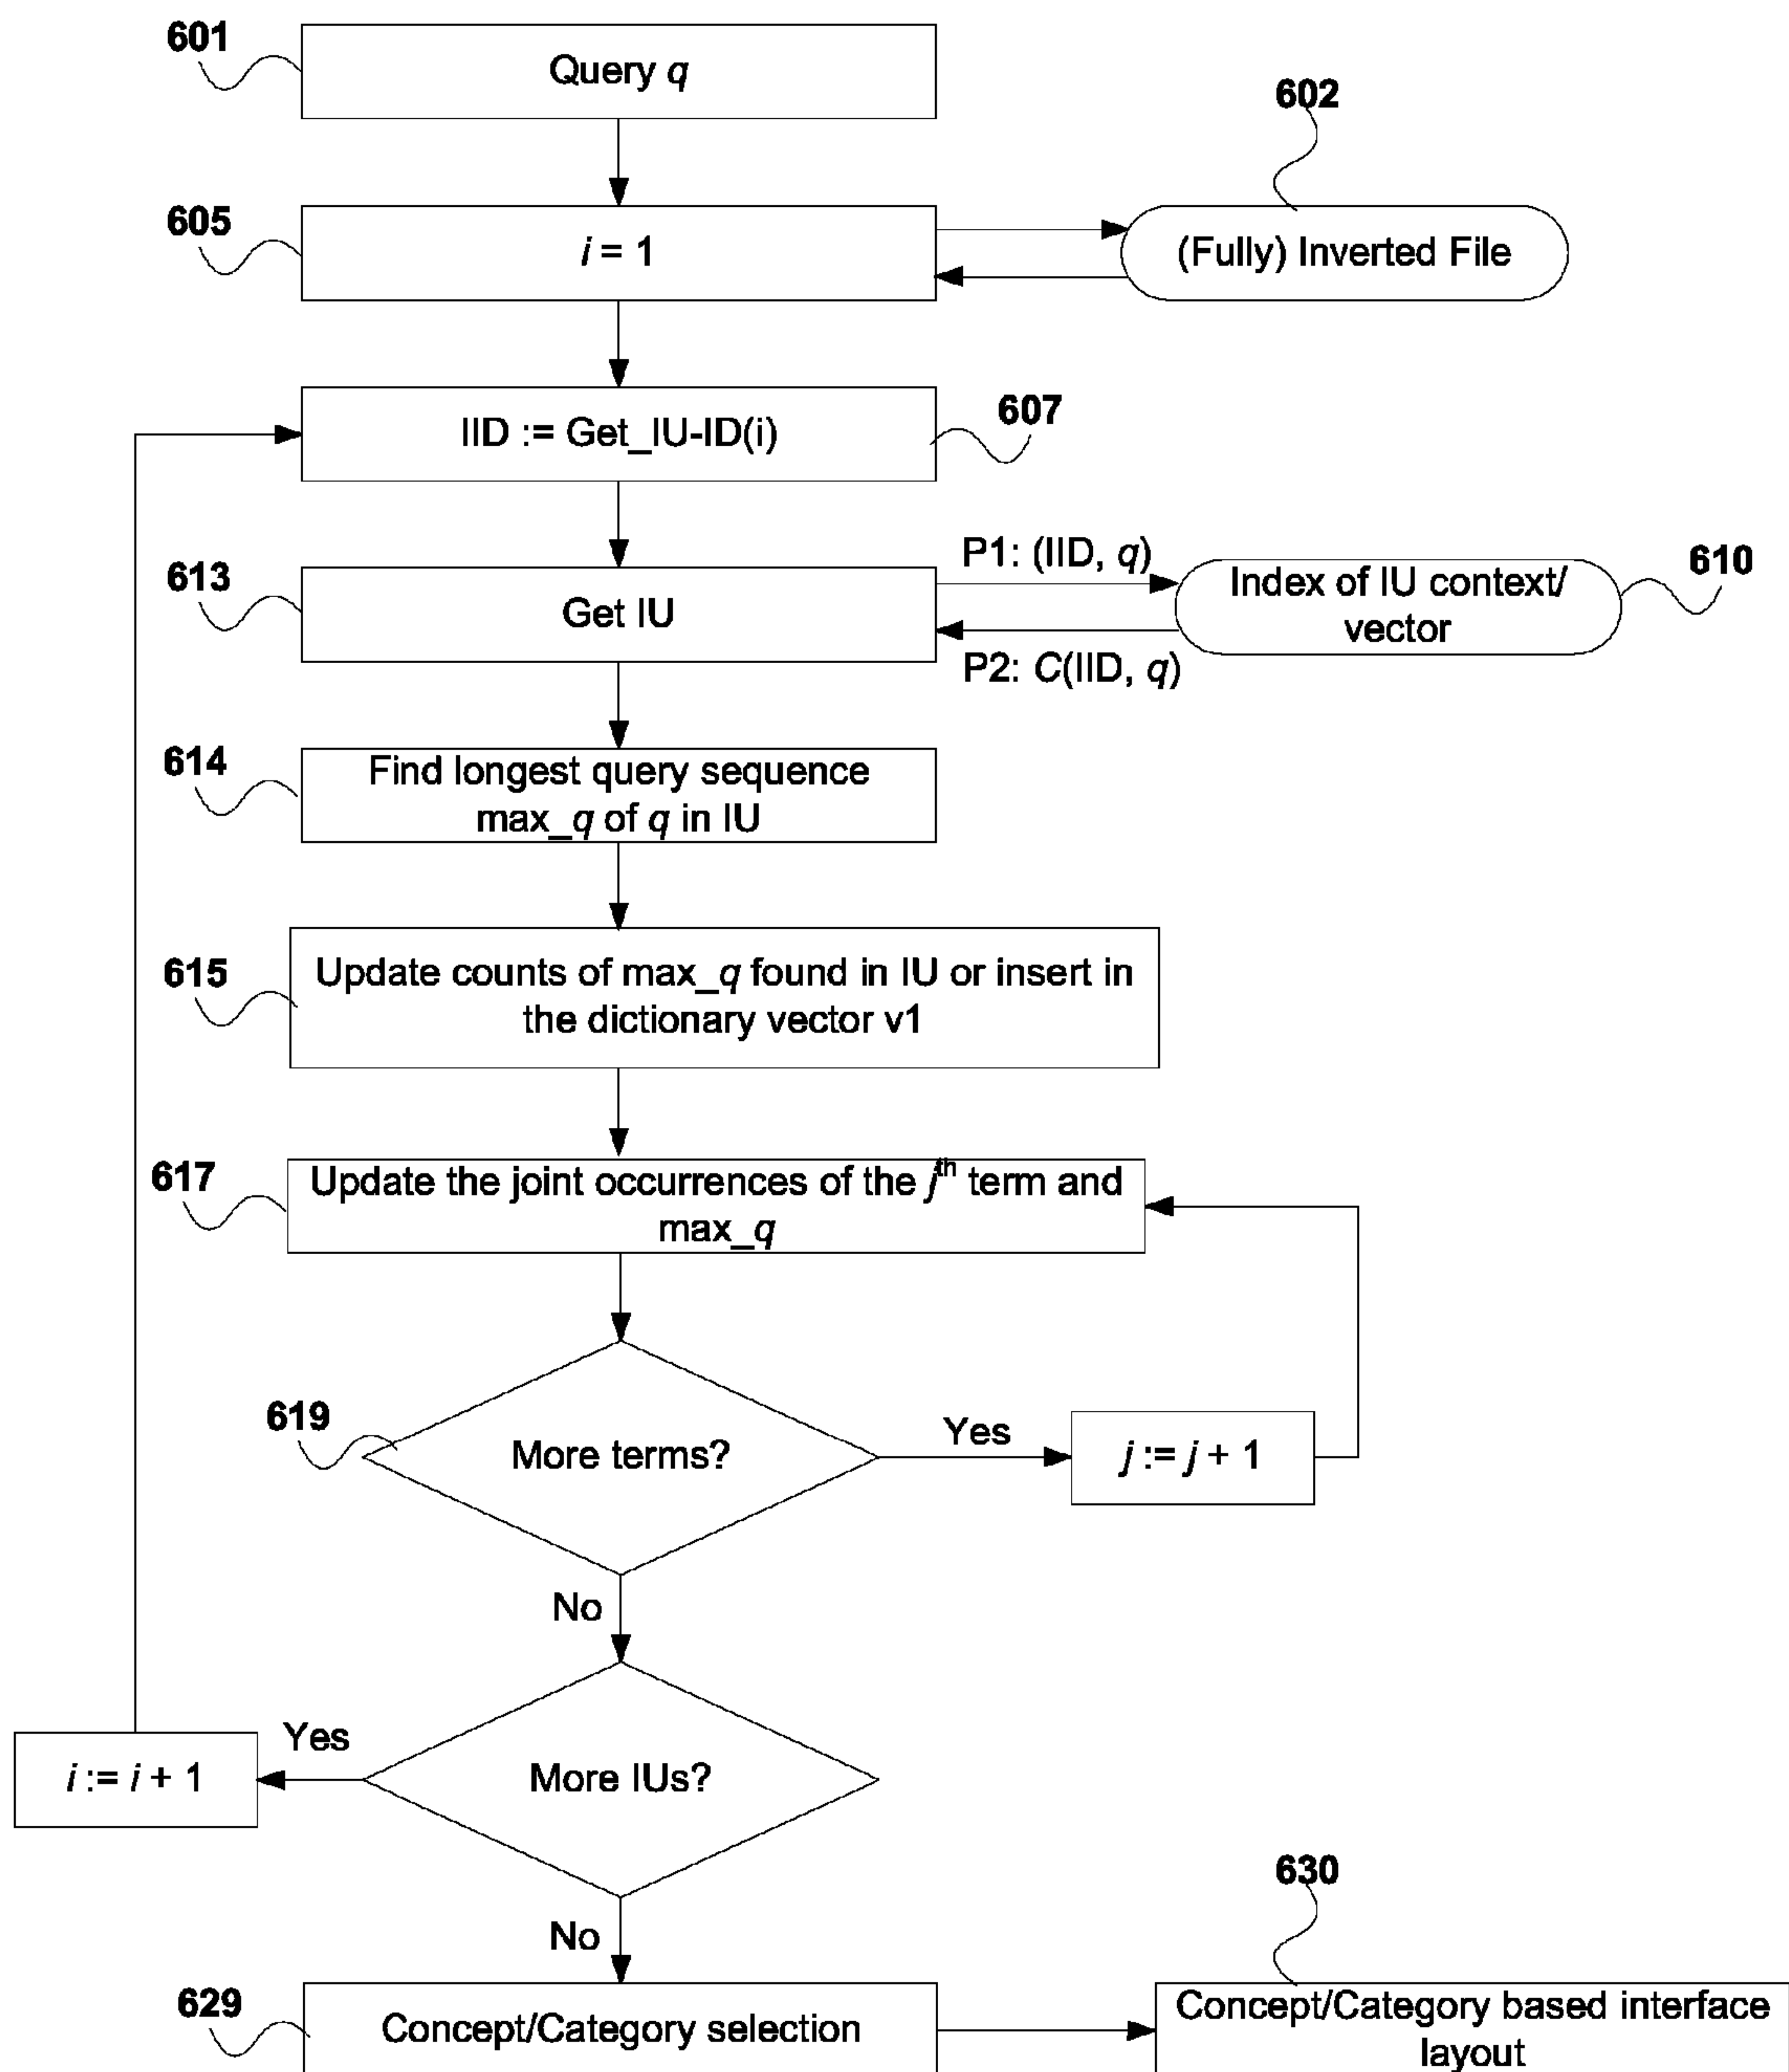 601
Query q
602
605
i = 1
(Fully) Inverted File
607
IID := Get_IU-ID(i)
613
Get IU
P1: (IID, q)
P2: C(IID, q)
Index of IU context/
vector
610
614
Find longest query sequence
max_q of q in IU
615
Update counts of max_q found in IU or insert in
the dictionary vector v1
617
Update the joint occurrences of the jth term and
max_q
619
More terms?
Yes
j := j + 1
No
More IUs?
Yes
i := i + 1
No
629
Concept/Category selection
630
Concept/Category based interface
layout